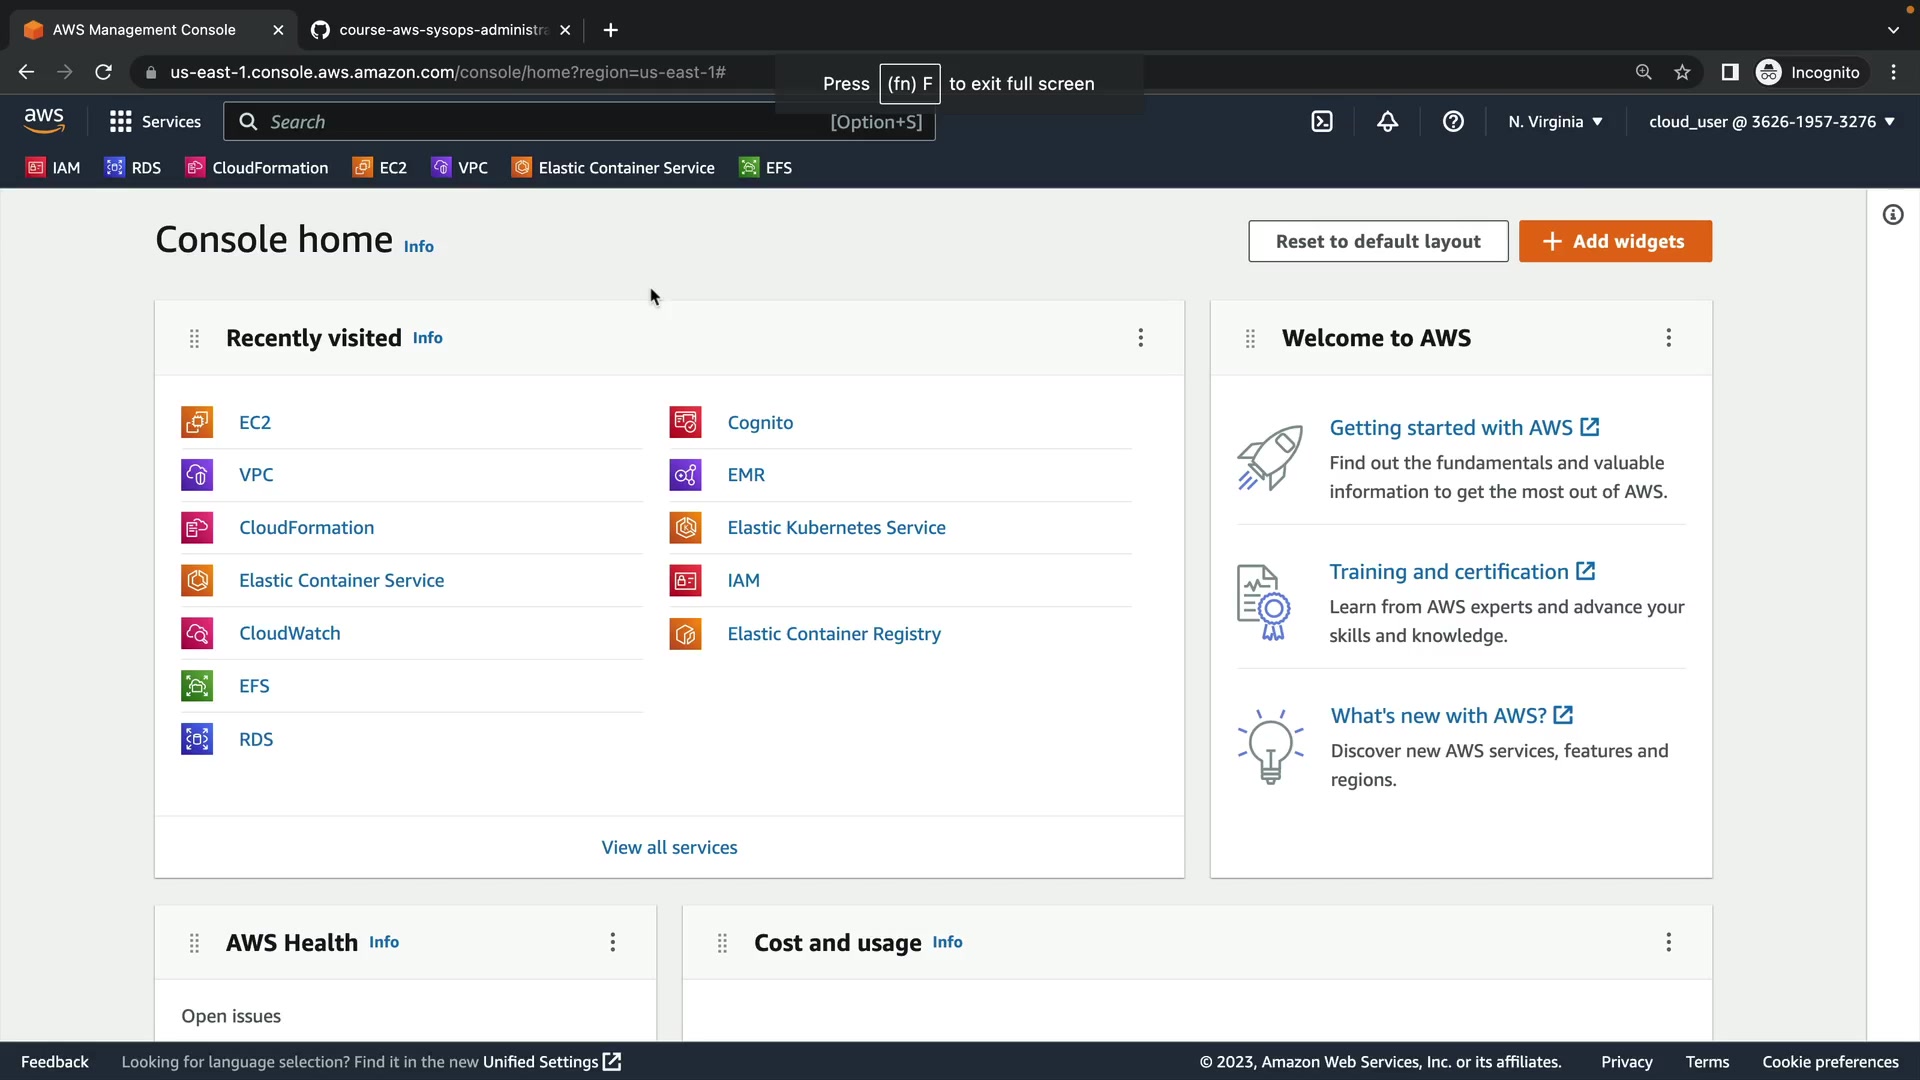 AWS Management Console
course-aws-sysops-administra
us-east-1.console.aws.amazon.com/console/home?region=us-east-1#
Incognito
Press (fn) F to exit full screen
aws
Services
Search
[Option+S]
N. Virginia
cloud_user @ 3626-1957-3276
IAM
RDS
CloudFormation
EC2
VPC
Elastic Container Service
EFS
Console home Info
Reset to default layout
Add widgets
Recently visited Info
EC2
VPC
CloudFormation
Elastic Container Service
CloudWatch
EFS
RDS
Cognito
EMR
Elastic Kubernetes Service
IAM
Elastic Container Registry
View all services
Welcome to AWS
Getting started with AWS
Find out the fundamentals and valuable
information to get the most out of AWS.
Training and certification
Learn from AWS experts and advance your
skills and knowledge.
What's new with AWS?
Discover new AWS services, features and
regions.
AWS Health Info
Open issues
Cost and usage Info
Feedback
Looking for language selection? Find it in the new Unified Settings
© 2023, Amazon Web Services, Inc. or its affiliates.
Privacy
Terms
Cookie preferences